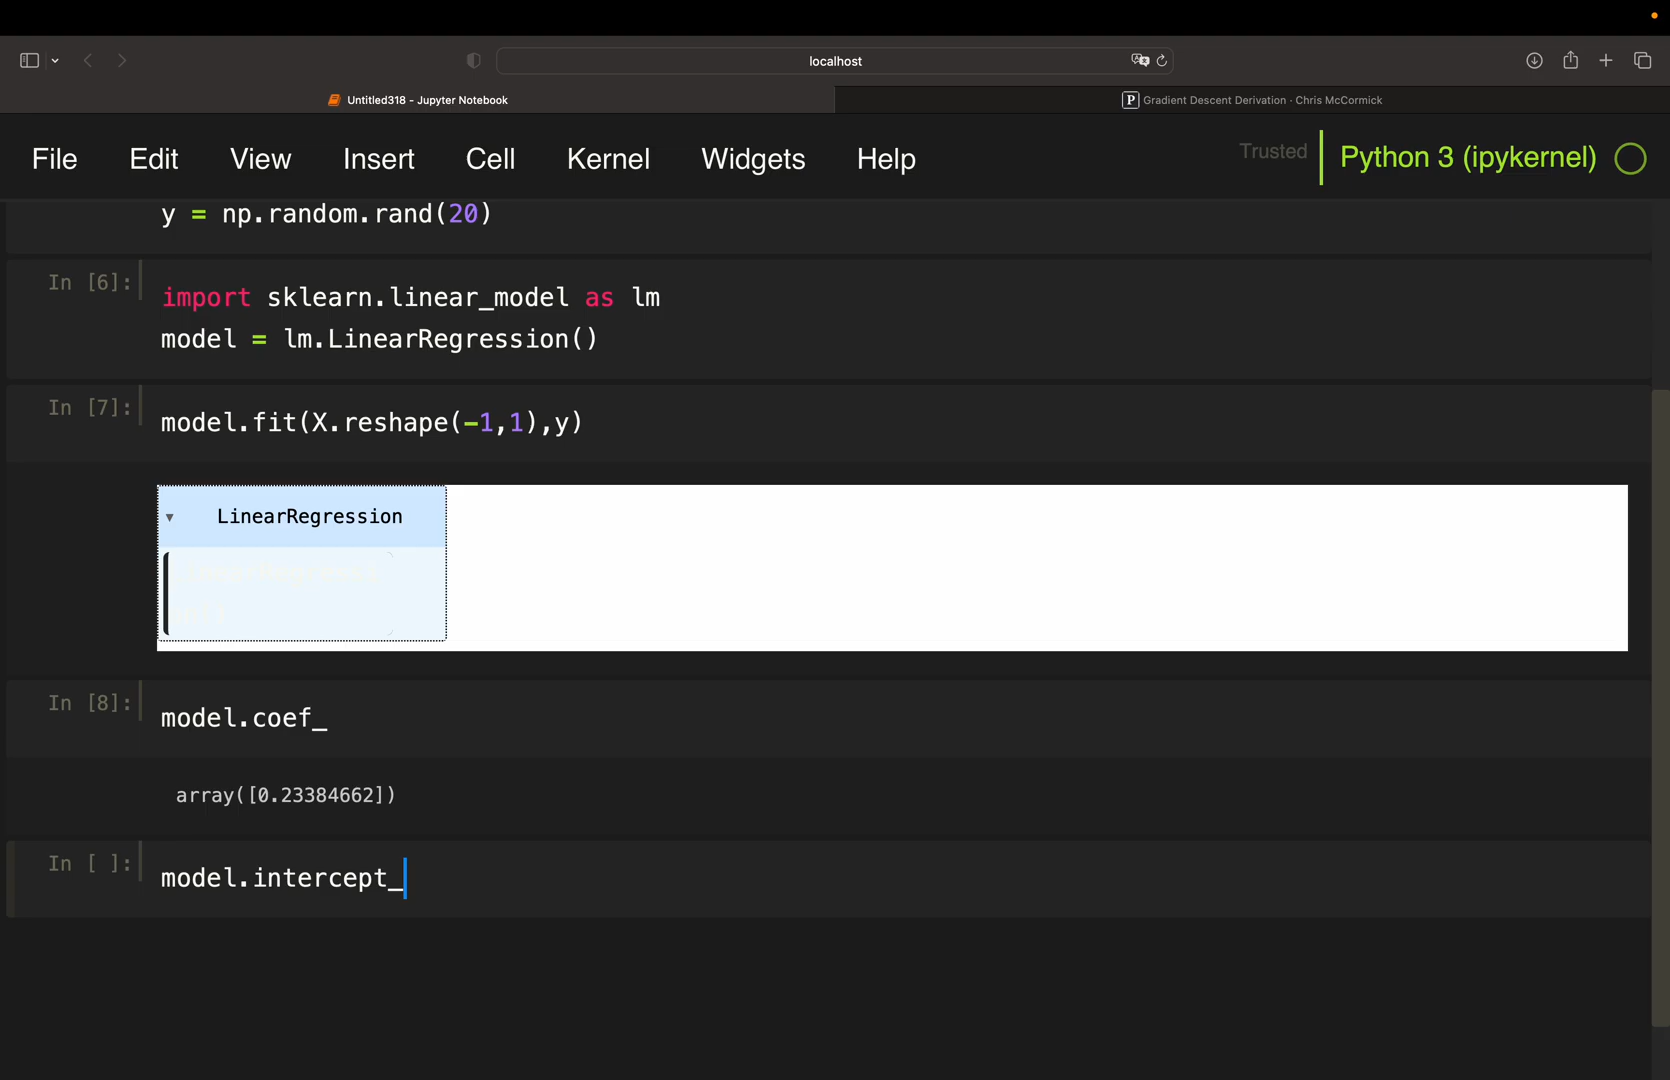 localhost
Untitled318 - Jupyter Notebook
P Gradient Descent Derivation · Chris McCormick
File Edit View Insert Cell Kernel Widgets Help
Trusted
Python 3 (ipykernel)
y = np.random.rand(20)
In [6]:
import sklearn.linear_model as lm
model = lm.LinearRegression()
In [7]:
model.fit(X.reshape(-1,1),y)
▾ LinearRegression
In [8]:
model.coef_
array([0.23384662])
In [ ]:
model.intercept_